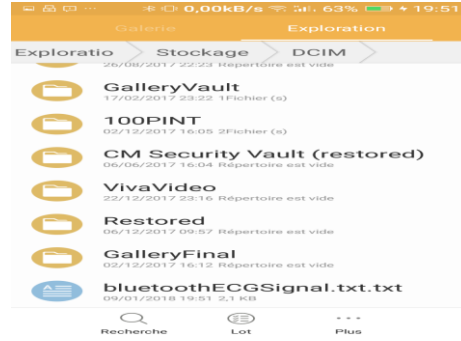 0,00kB/s 63% 19:51
Galerie Exploration
Exploratio Stockage DCIM
26/08/2017 22:23 Répertoire est vide
GalleryVault
17/02/2017 23:22 1Fichier (s)
100PINT
02/12/2017 16:05 2Fichier (s)
CM Security Vault (restored)
06/06/2017 16:04 Répertoire est vide
VivaVideo
22/12/2017 23:16 Répertoire est vide
Restored
06/12/2017 09:57 Répertoire est vide
GalleryFinal
02/12/2017 16:12 Répertoire est vide
bluetoothECGSignal.txt.txt
09/01/2018 19:51 2,1 KB
Recherche Lot Plus